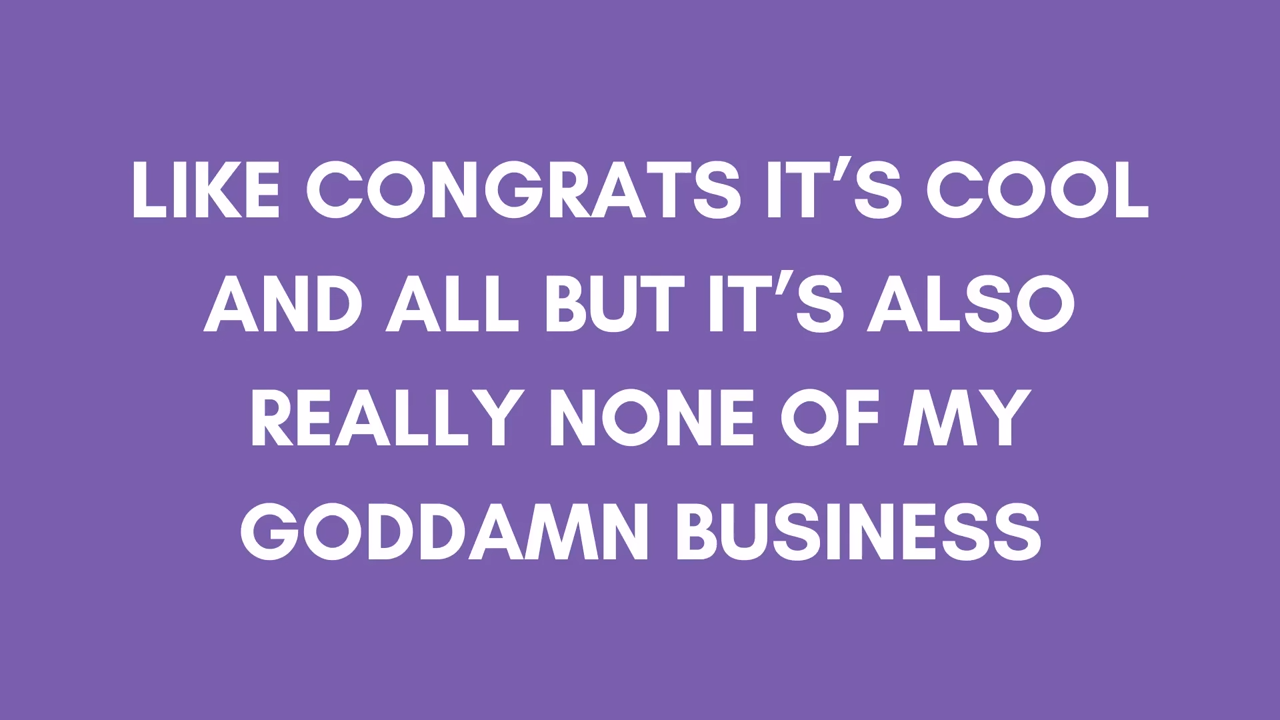 LIKE CONGRATS IT’S COOL
AND ALL BUT IT’S ALSO
REALLY NONE OF MY
GODDAMN BUSINESS